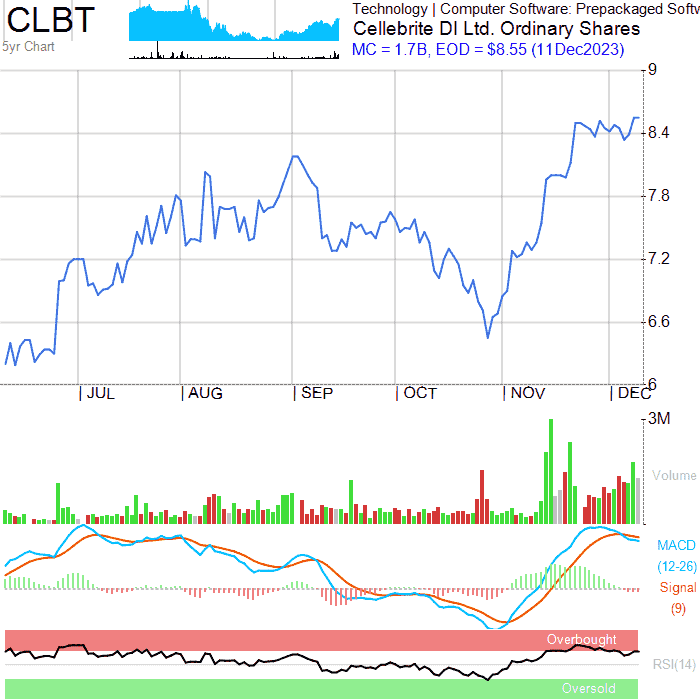 CLBT
5yr Chart
Technology | Computer Software: Prepackaged Softw
Cellebrite DI Ltd. Ordinary Shares
MC = 1.7B, EOD = $8.55 (11Dec2023)
9
8.4
7.8
7.2
6.6
6
| JUL | AUG | SEP | OCT | NOV | DEC
3M
Volume
MACD
(12-26)
Signal
(9)
Overbought
RSI(14)
Oversold